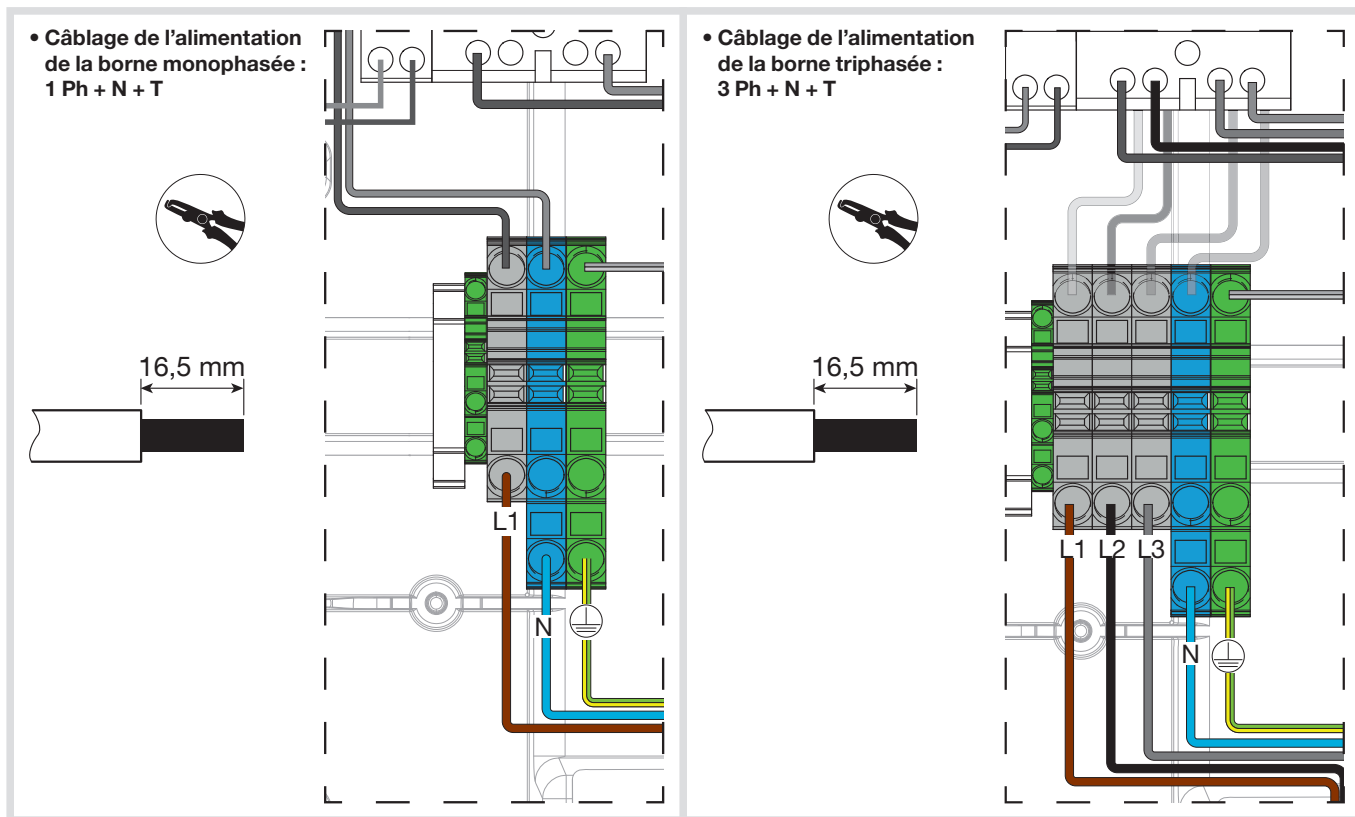 • Câblage de l'alimentation
de la borne monophasée :
1 Ph + N + T
16,5 mm
L1
N
• Câblage de l'alimentation
de la borne triphasée :
3 Ph + N + T
16,5 mm
L1 L2 L3
N